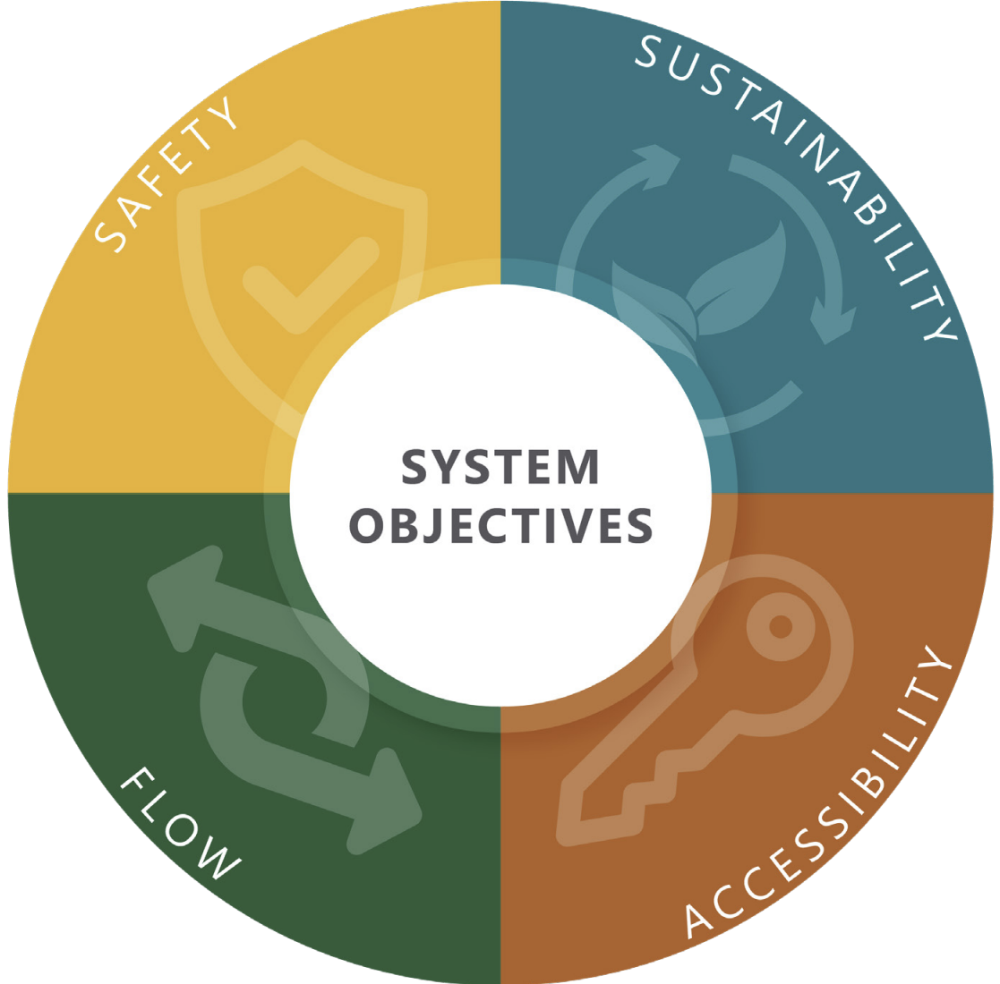 SAFETY
SUSTAINABILITY
SYSTEM
OBJECTIVES
FLOW
ACCESSIBILITY